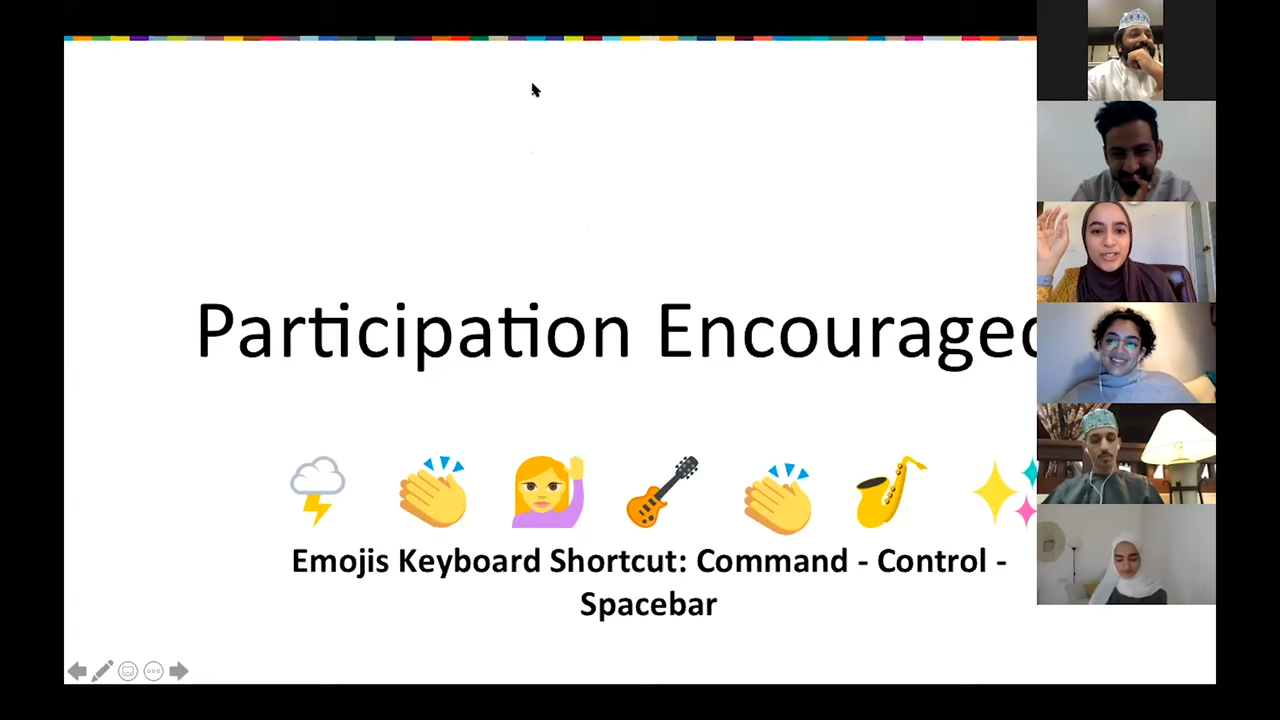 Participation Encouraged
Emojis Keyboard Shortcut: Command - Control -
Spacebar